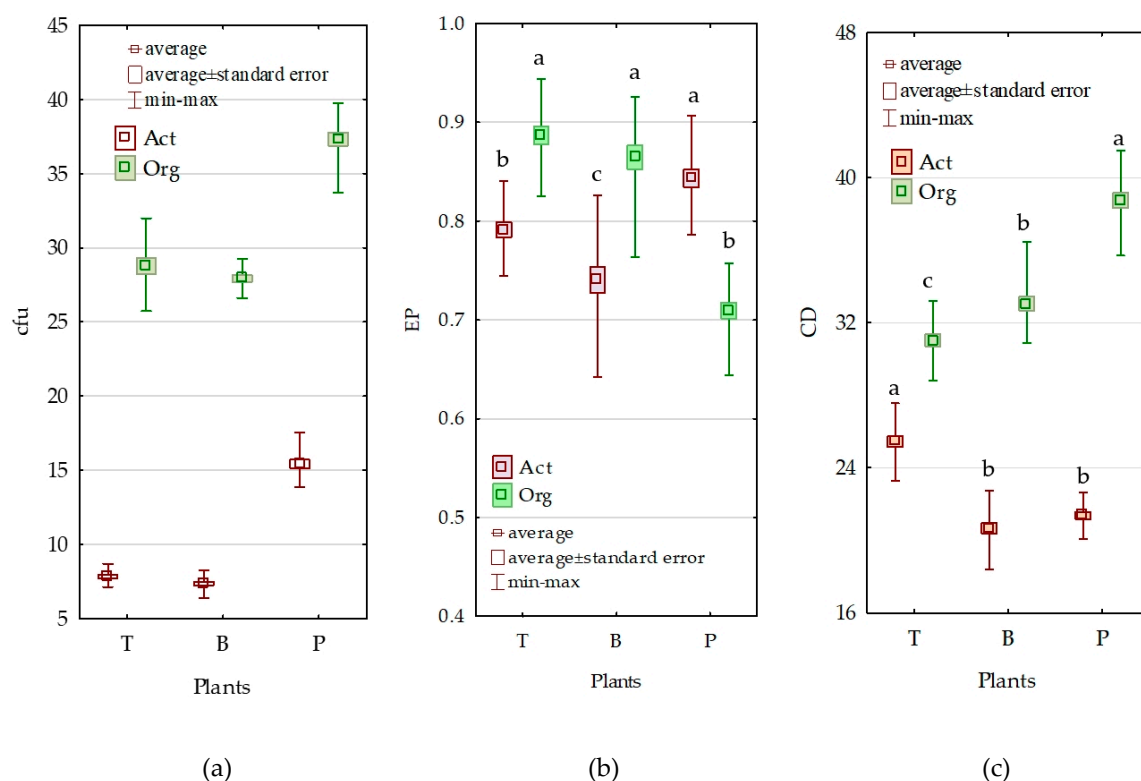 45
40
35
30
25
20
15
10
5
cfu
average
average±standard error
min-max
Act
Org
T B P
Plants
(a)
1.0
0.9
0.8
0.7
0.6
0.5
0.4
EP
a a a
b c b
Act
Org
average
average±standard error
min-max
T B P
Plants
(b)
48
40
32
24
16
CD
average
average±standard error
min-max
Act
Org
a
b
c
a
b b
T B P
Plants
(c)